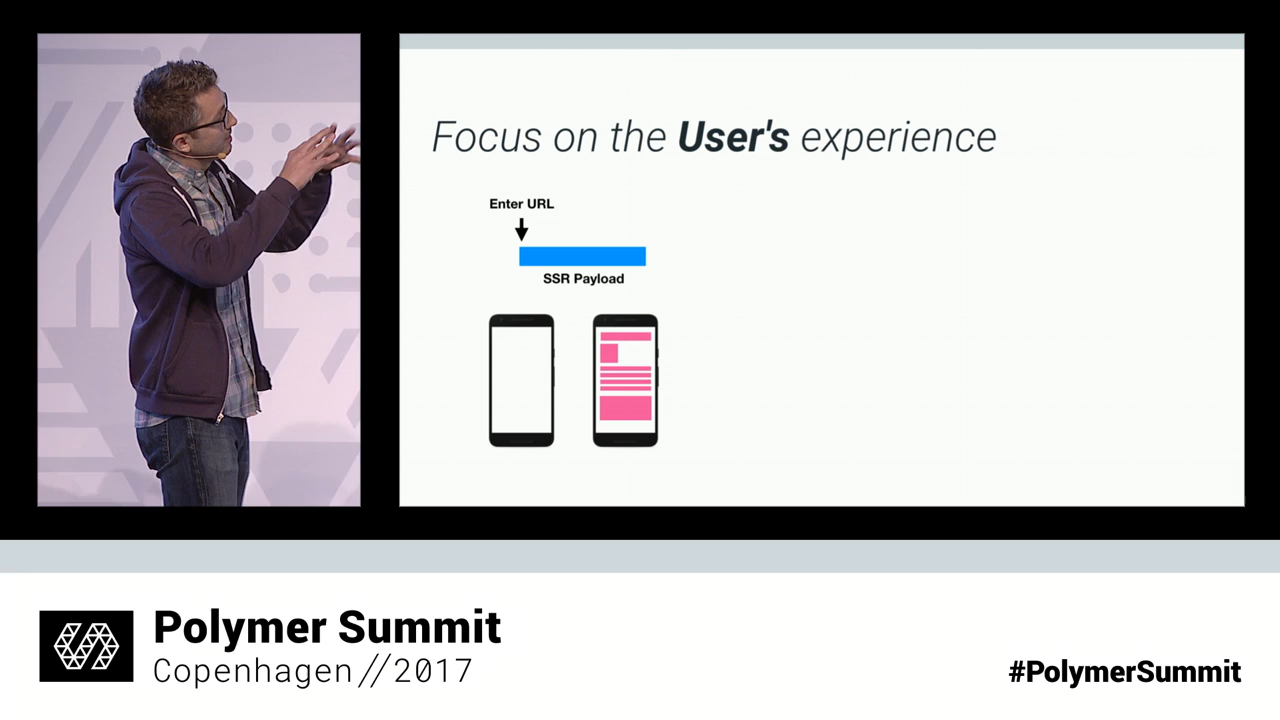 Focus on the User's experience
Enter URL
SSR Payload
Polymer Summit
Copenhagen//2017
#PolymerSummit